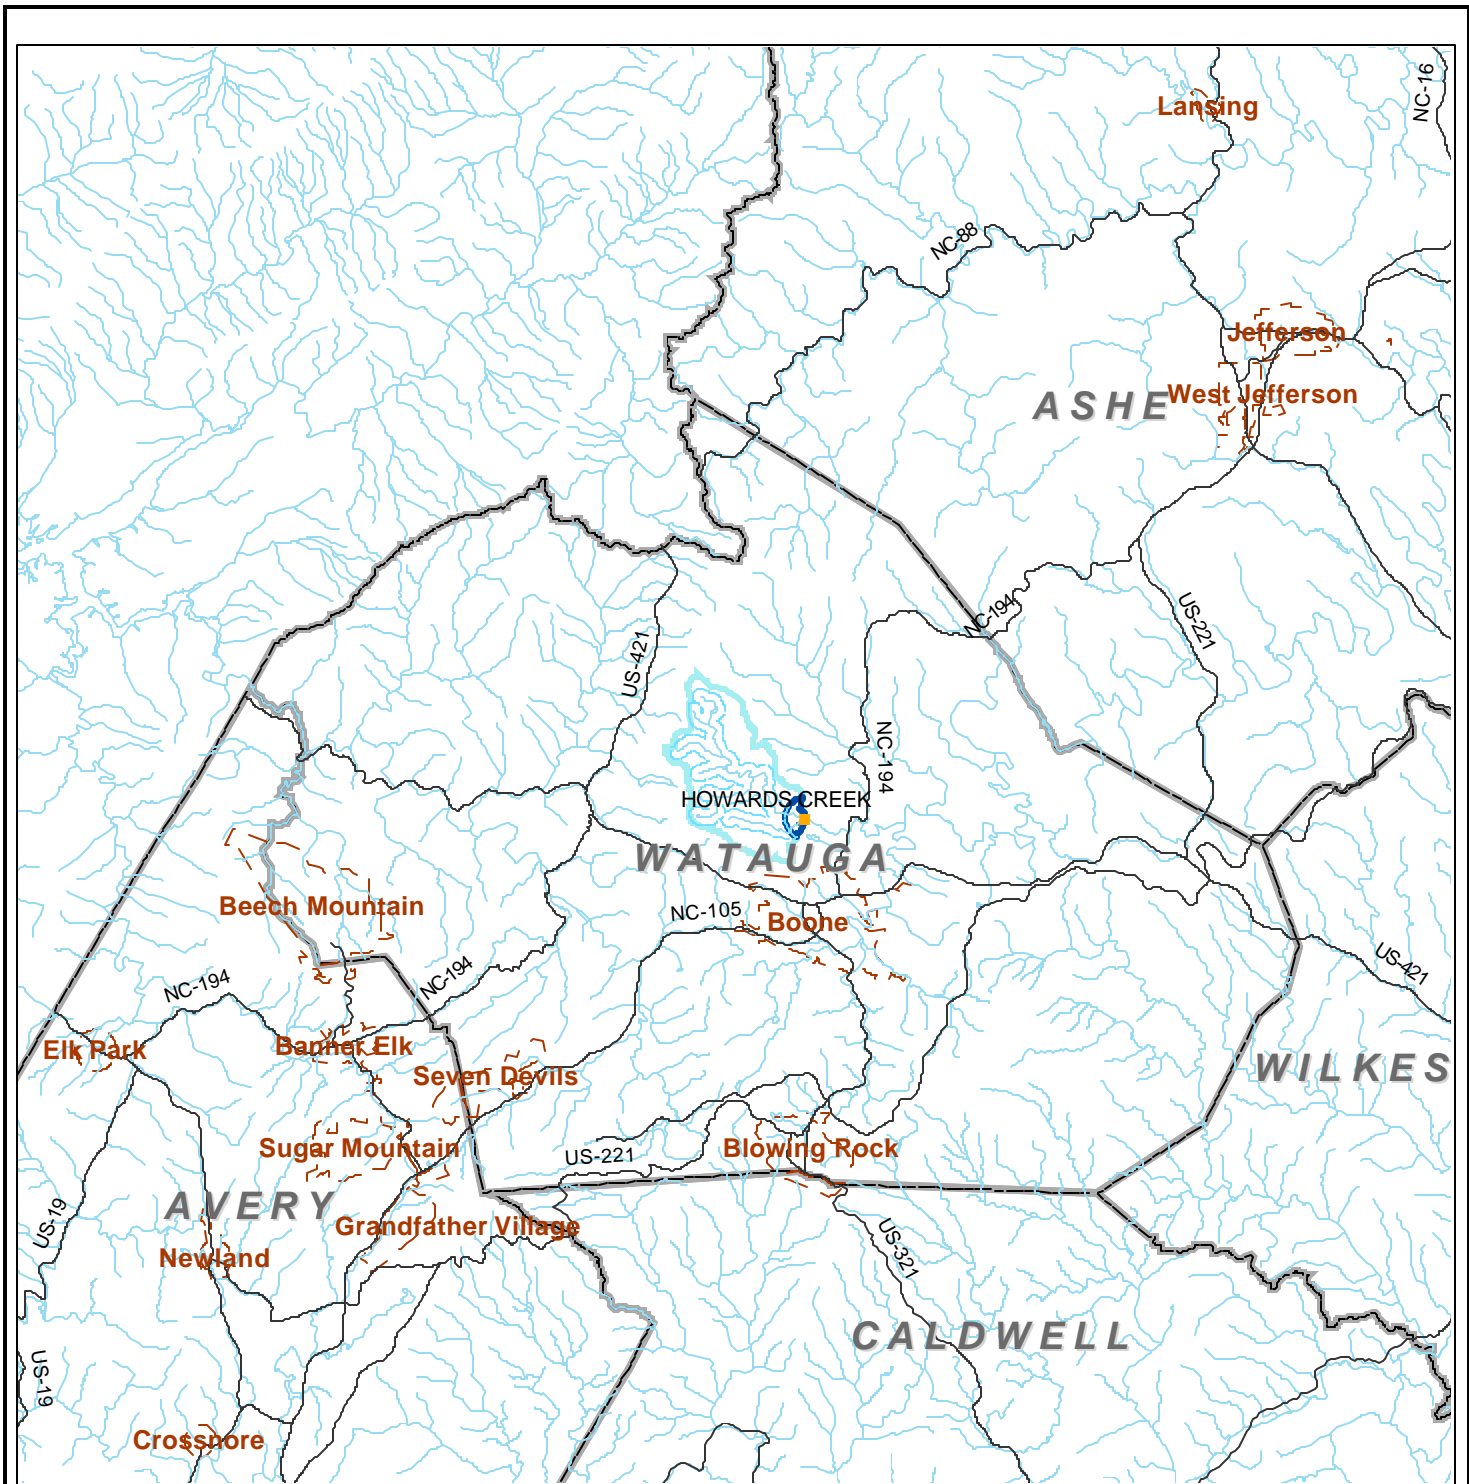 NC-16
Lansing
NC-88
Jefferson
West Jefferson
ASHE
NC-194
US-221
US-421
NC-194
HOWARDS CREEK
WATAUGA
Beech Mountain
NC-105
Boone
NC-194
NC-194
US-421
Elk Park
Banner Elk
Seven Devils
WILKES
Sugar Mountain
US-221
Blowing Rock
AVERY
US-19
Grandfather Village
Newland
US-321
CALDWELL
US-19
Crossnore